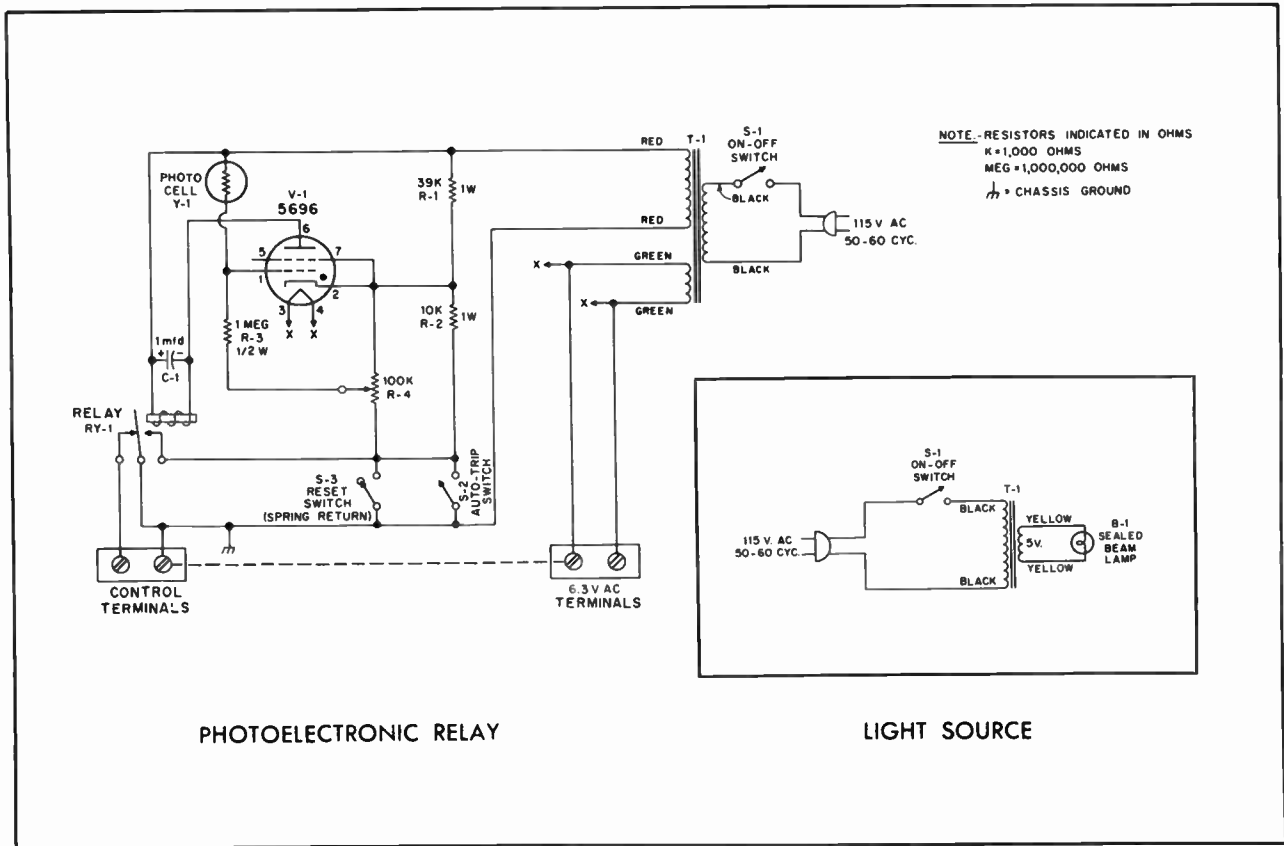 PHOTO
CELL
Y-1
V-1
5696
6
5
7
1
2
3
4
X
X
39K
R-1
1W
10K
R-2
1W
1 MEG
R-3
1/2 W
1 mfd
+ -
C-1
100K
R-4
RELAY
RY-1
S-3
RESET
SWITCH
(SPRING RETURN)
S-2
AUTO-TRIP
SWITCH
CONTROL
TERMINALS
6.3 V AC
TERMINALS
RED
RED
T-1
GREEN
X
X
GREEN
S-1
ON-OFF
SWITCH
BLACK
BLACK
115 V AC
50-60 CYC.
NOTE.-RESISTORS INDICATED IN OHMS
K=1,000 OHMS
MEG =1,000,000 OHMS
= CHASSIS GROUND
S-1
ON-OFF
SWITCH
T-1
BLACK
BLACK
115 V. AC
50-60 CYC.
YELLOW
5V.
YELLOW
B-1
SEALED
BEAM
LAMP
PHOTOELECTRONIC RELAY
LIGHT SOURCE